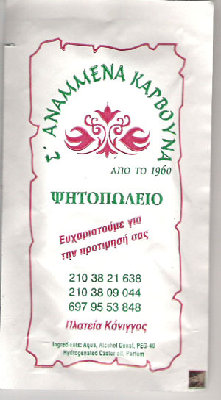 Σ' ΑΝΑΜΜΕΝΑ ΚΑΡΒΟΥΝΑ
ΑΠΟ ΤΟ 1960
ΨΗΤΟΠΩΛΕΙΟ
Ευχαριστούμε για
την προτίμησή σας
210 38 21 638
210 38 09 044
697 95 53 848
Πλατεία Κάνιγγος
Ingredients: Aqua, Alcohol Denat, PEG-40
Hydrogenated Castor oil, Parfum